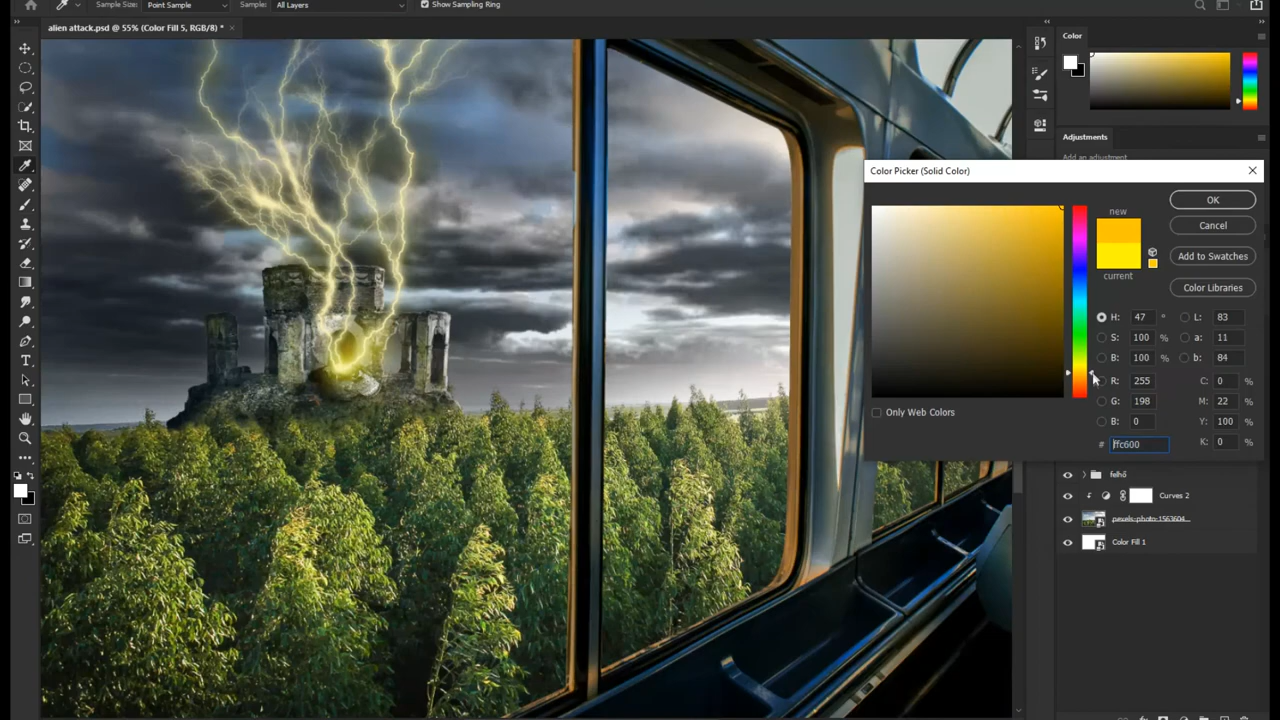 Sample Size: Point Sample Sample: All Layers Show Sampling Ring
alien attack.psd @ 55% (Color Fill 5, RGB/8) * ×
Color
Adjustments
Add an adjustment
Color Picker (Solid Color)
new
current
OK
Cancel
Add to Swatches
Color Libraries
H: 47 ° L: 83
S: 100 % a: 11
B: 100 % b: 84
R: 255 C: 0 %
G: 198 M: 22 %
B: 0 Y: 100 %
# ffc600 K: 0 %
Only Web Colors
felhő
Curves 2
pexels-photo-1563604...
Color Fill 1